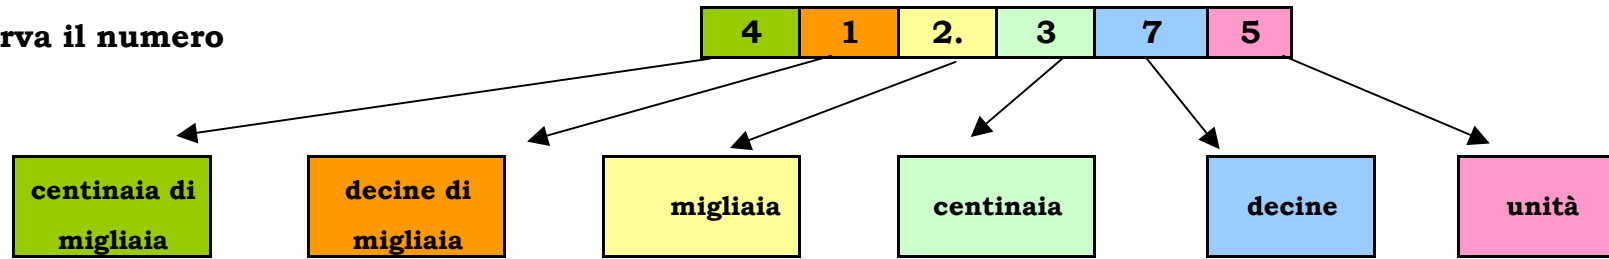 rva il numero 4 1 2. 3 7 5
centinaia di migliaia
decine di migliaia
migliaia
centinaia
decine
unità